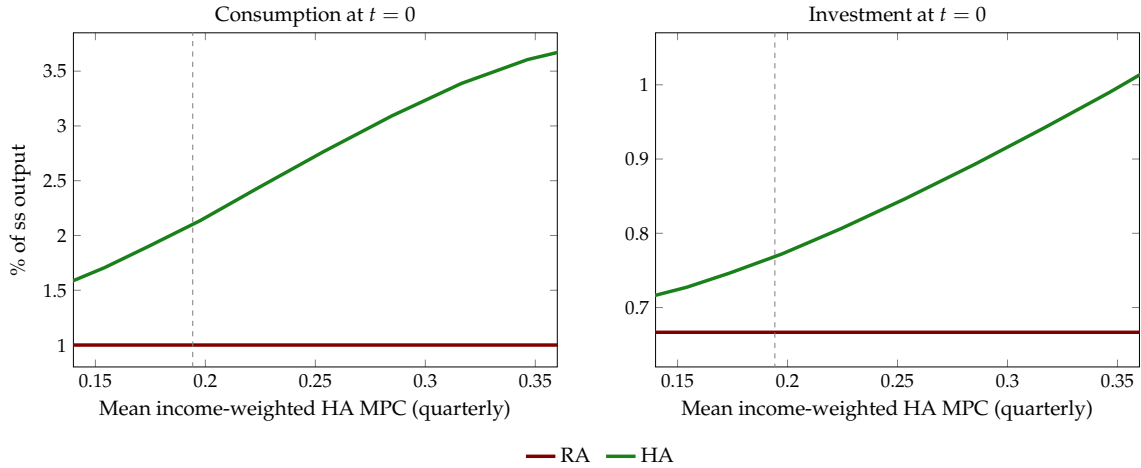 Consumption at t = 0
% of ss output
3.5
3
2.5
2
1.5
1
0.15 0.2 0.25 0.3 0.35
Mean income-weighted HA MPC (quarterly)
Investment at t = 0
1
0.9
0.8
0.7
0.15 0.2 0.25 0.3 0.35
Mean income-weighted HA MPC (quarterly)
RA HA